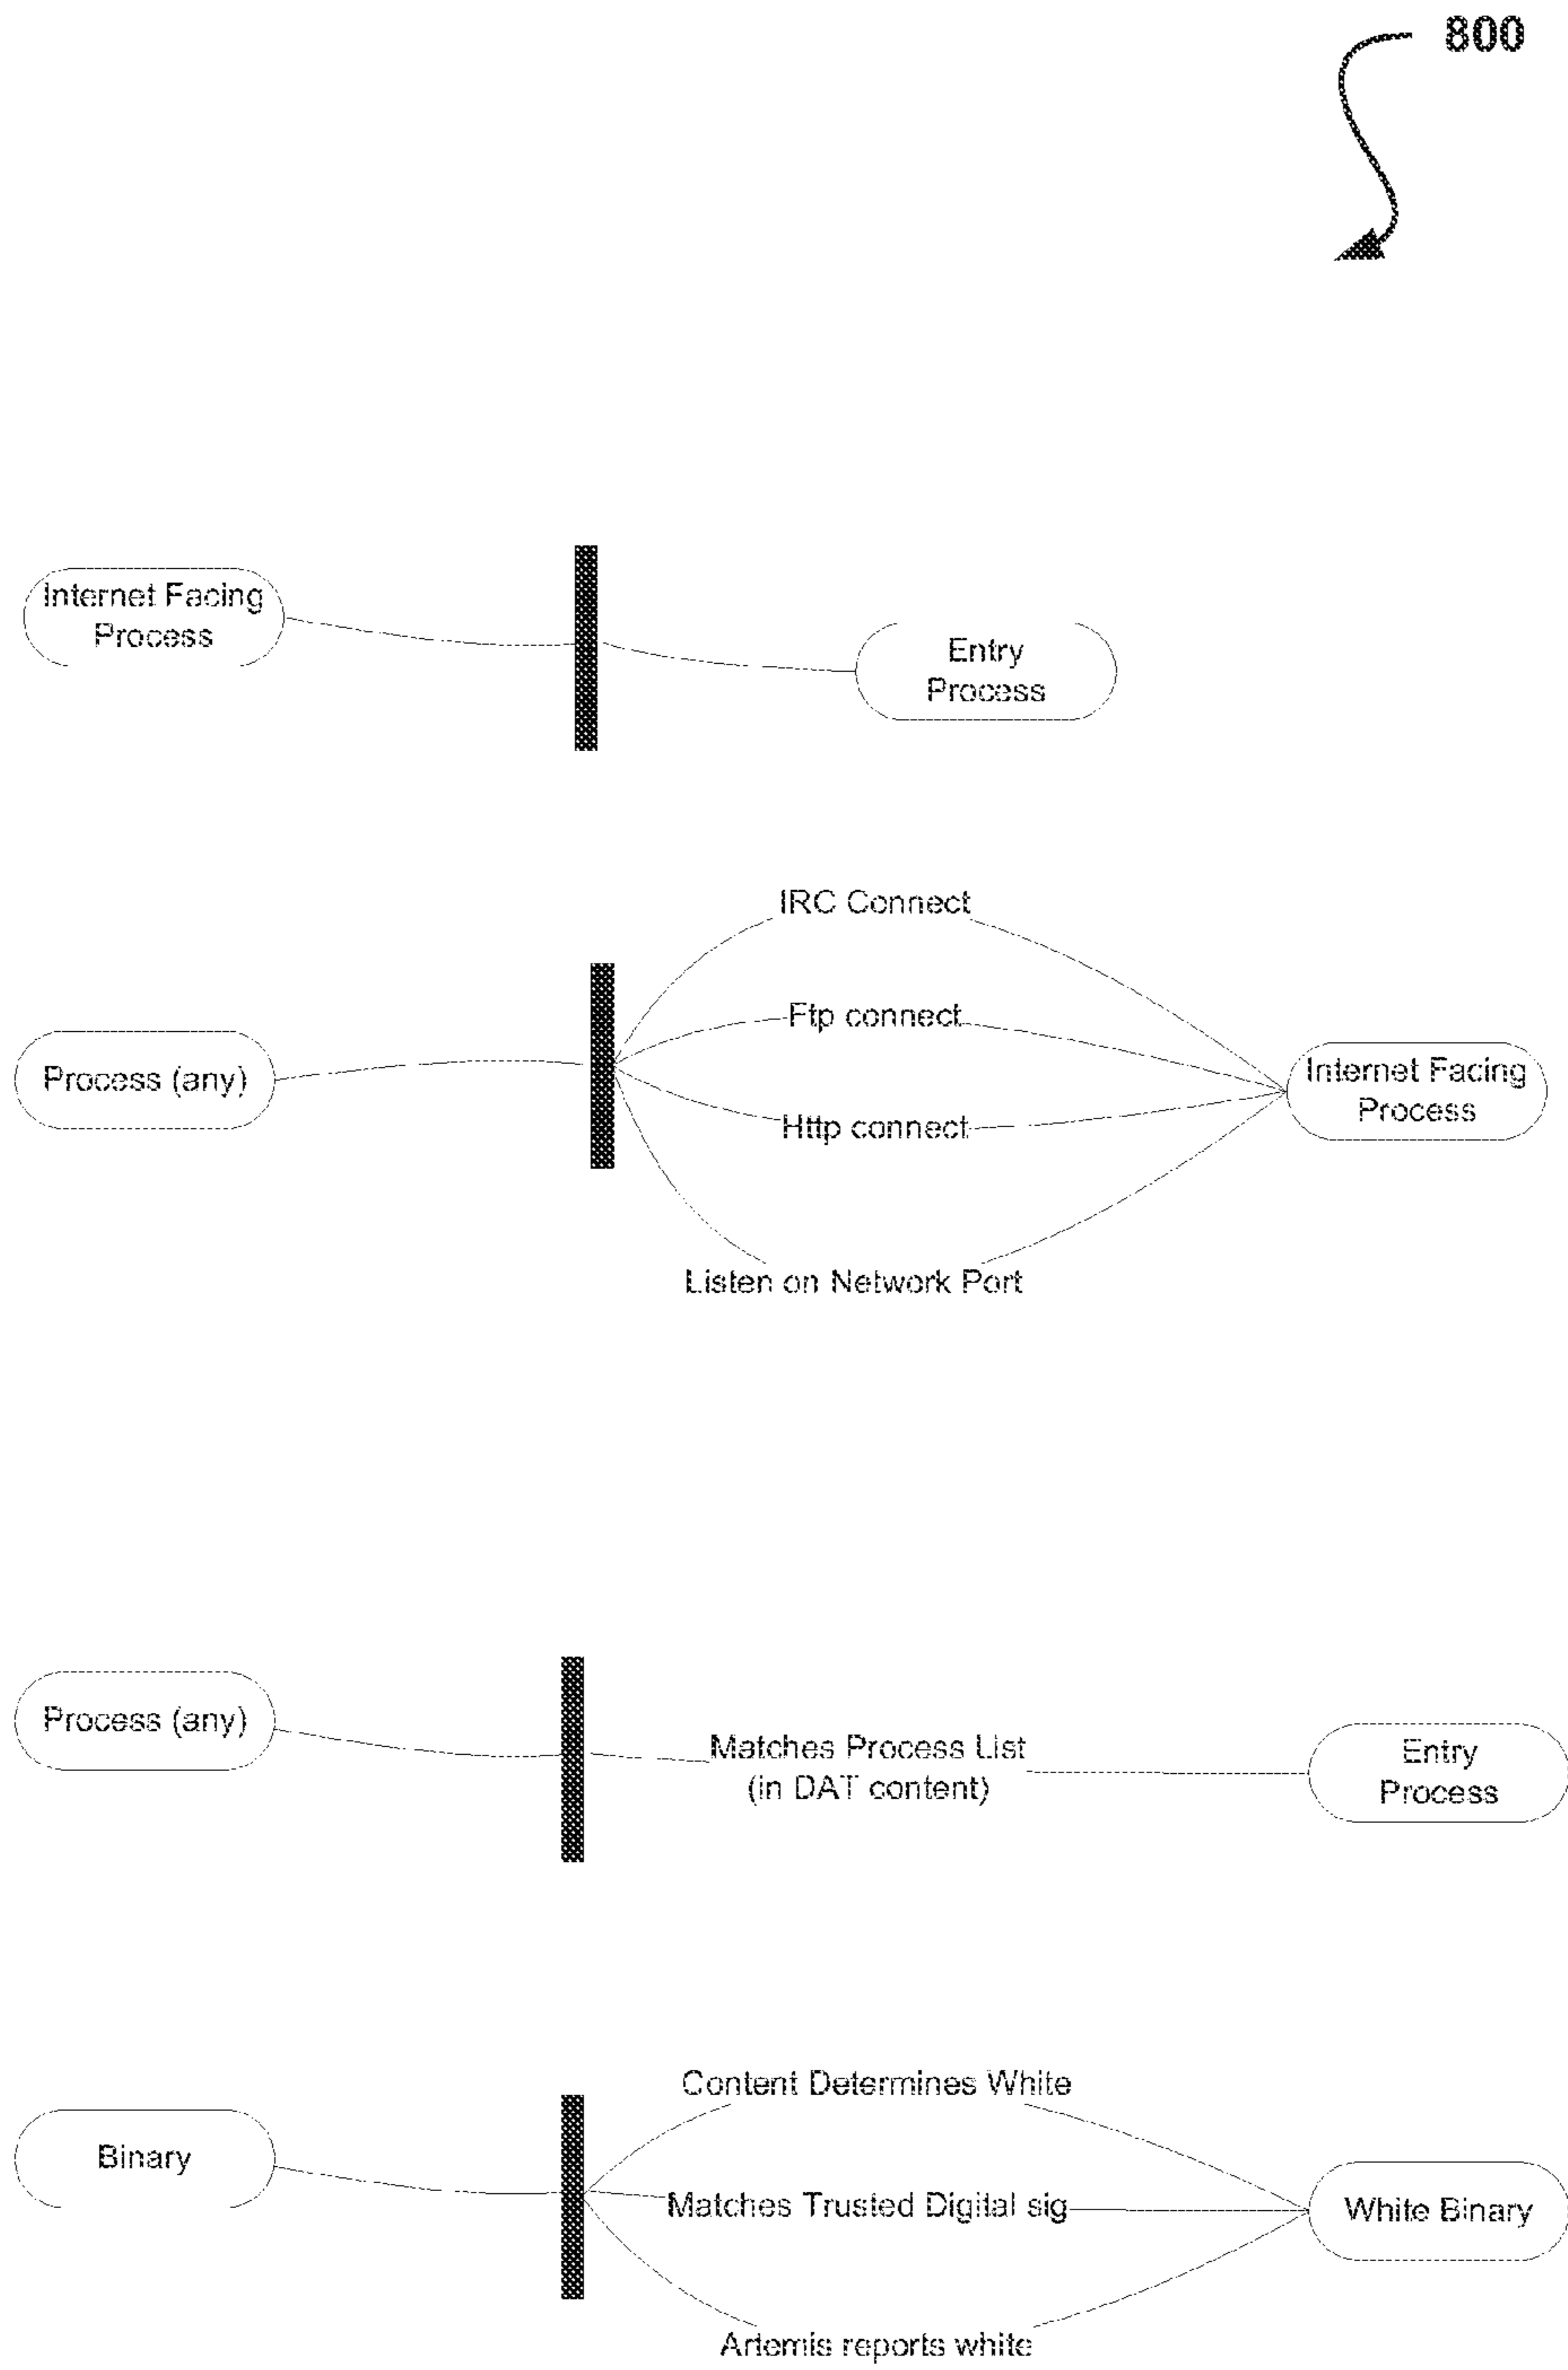 800
Internet Facing
Process
Entry
Process
IRC Connect
Ftp connect
Process (any)
Internet Facing
Process
Http connect
Listen on Network Port
Process (any)
Matches Process List
(in DAT content)
Entry
Process
Content Determines White
Binary
Matches Trusted Digital sig
White Binary
Artemis reports white